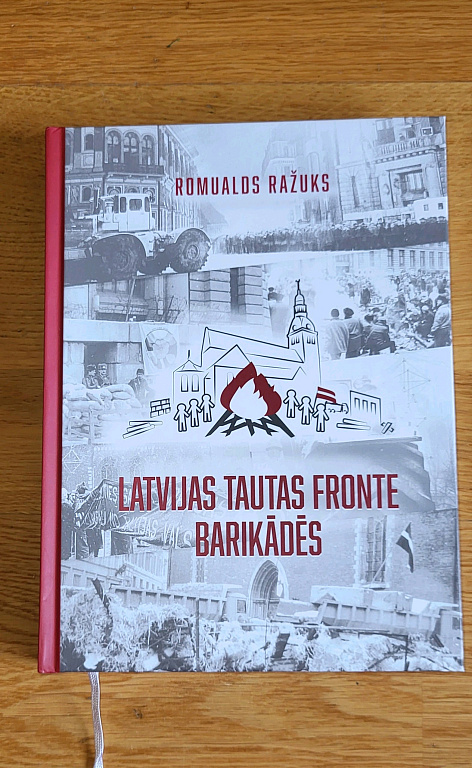 ROMUALDS RAŽUKS
LATVIJAS TAUTAS FRONTE
BARIKĀDĒS